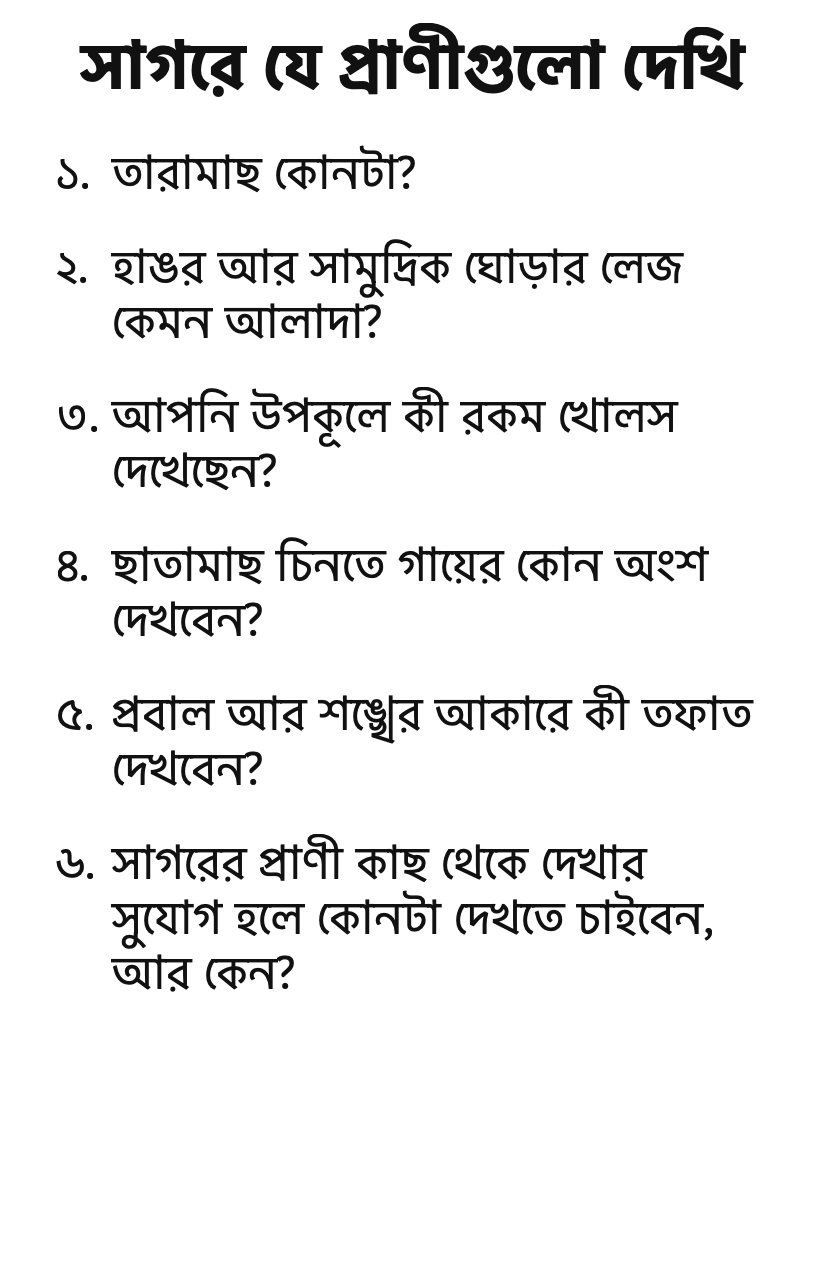 সাগরে যে প্রাণীগুলো দেখি
১. তারামাছ কোনটা?
২. হাঙর আর সামুদ্রিক ঘোড়ার লেজ
কেমন আলাদা?
৩. আপনি উপকূলে কী রকম খোলস
দেখেছেন?
৪. ছাতামাছ চিনতে গায়ের কোন অংশ
দেখবেন?
৫. প্রবাল আর শঙ্খের আকারে কী তফাত
দেখবেন?
৬. সাগরের প্রাণী কাছ থেকে দেখার
সুযোগ হলে কোনটা দেখতে চাইবেন,
আর কেন?